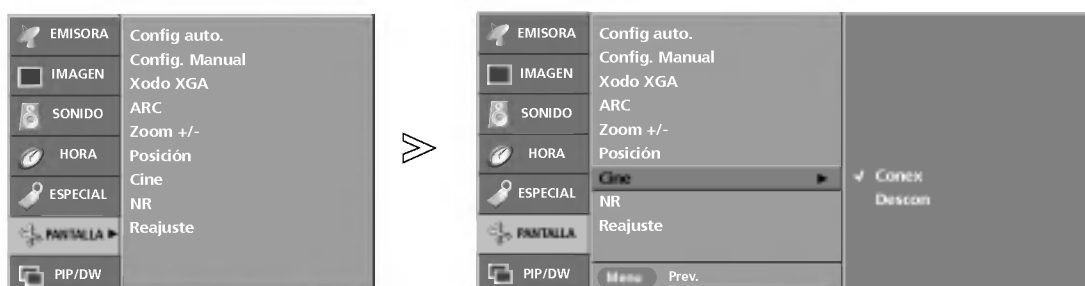 EMISORA
IMAGEN
SONIDO
HORA
ESPECIAL
PANTALLA
PIP/DW
Config auto.
Config. Manual
Xodo XGA
ARC
Zoom +/-
Posición
Cine
NR
Reajuste
EMISORA
IMAGEN
SONIDO
HORA
ESPECIAL
PANTALLA
PIP/DW
Config auto.
Config. Manual
Xodo XGA
ARC
Zoom +/-
Posición
Cine
NR
Reajuste
Menu Prev.
Conex
Descon